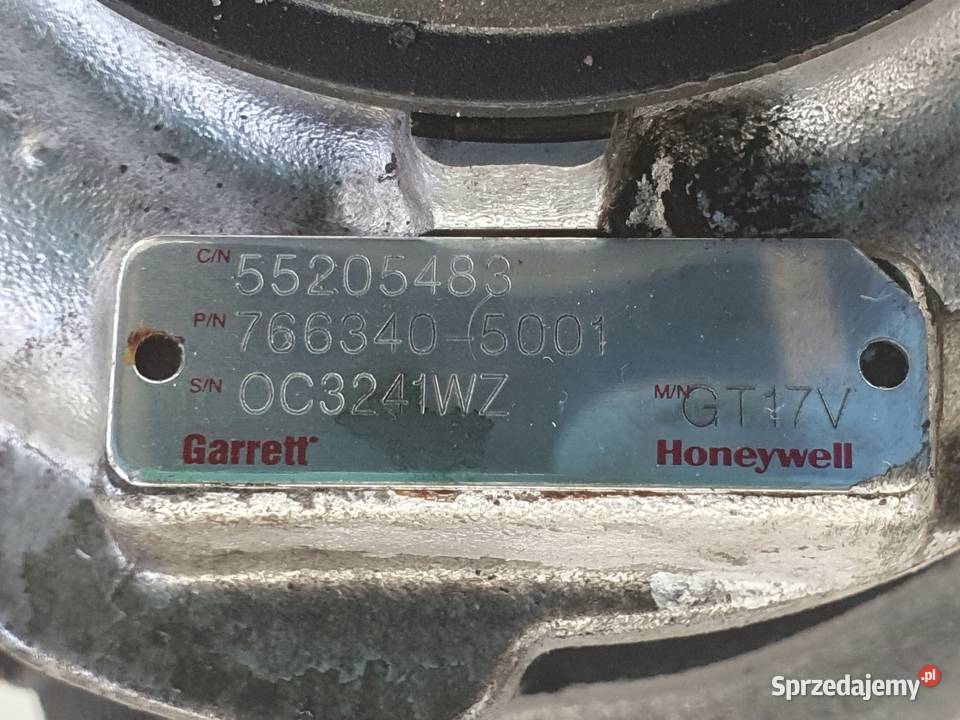 C/N 55205483
P/N 766340-5001
S/N OC3241WZ M/N GT17V
Garrett Honeywell
Sprzedajemy.pl